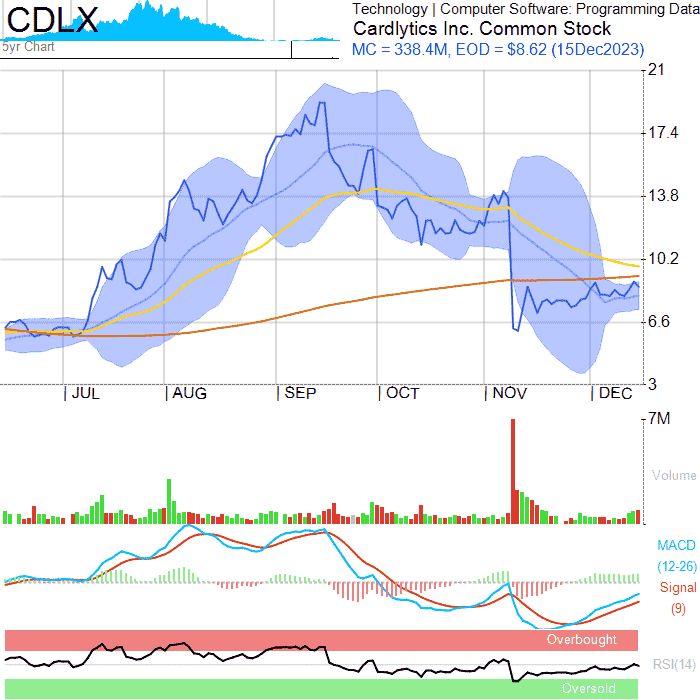 CDLX
5yr Chart
Technology | Computer Software: Programming Data
Cardlytics Inc. Common Stock
MC = 338.4M, EOD = $8.62 (15Dec2023)
21
17.4
13.8
10.2
6.6
3
JUL
AUG
SEP
OCT
NOV
DEC
7M
Volume
MACD
(12-26)
Signal
(9)
Overbought
RSI(14)
Oversold